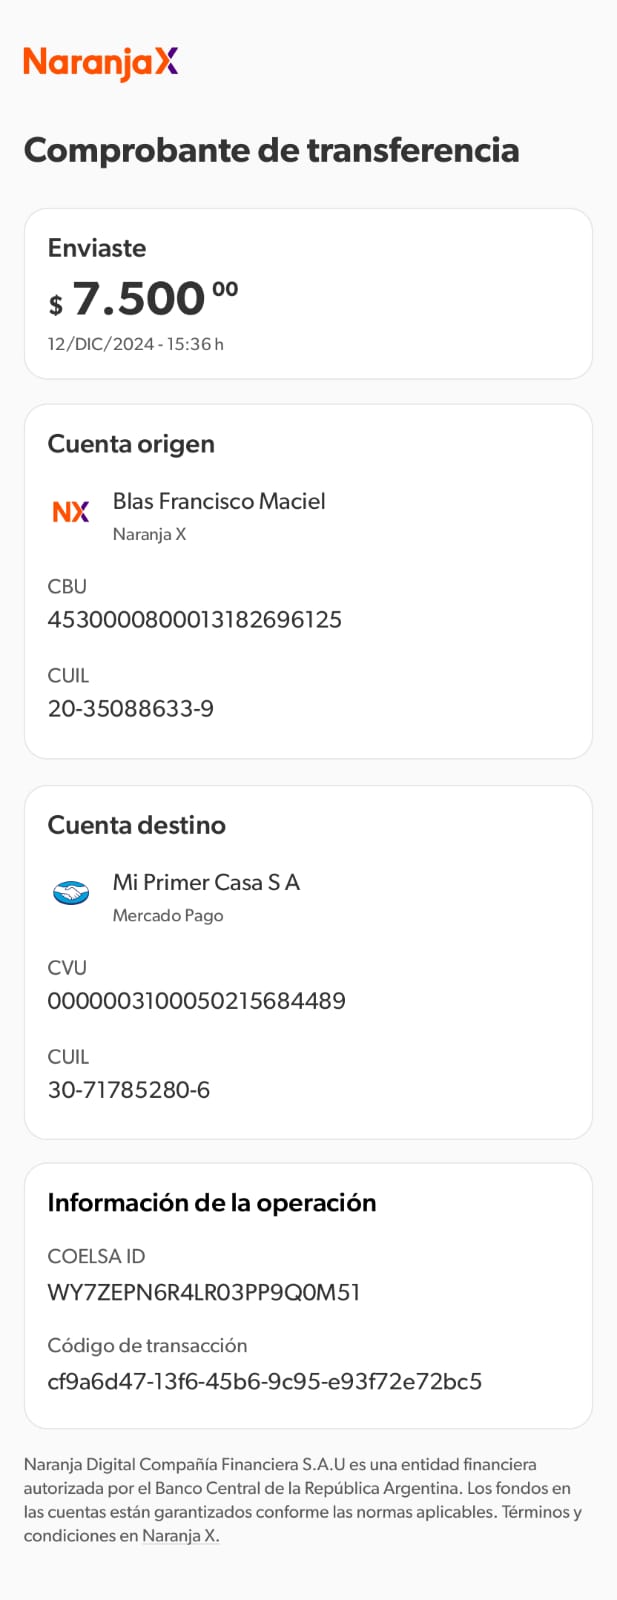 NaranjaX
Comprobante de transferencia
Enviaste
$ 7.500 00
12/DIC/2024 - 15:36 h
Cuenta origen
NX
Blas Francisco Maciel
Naranja X
CBU
4530000800013182696125
CUIL
20-35088633-9
Cuenta destino
Mi Primer Casa S A
Mercado Pago
CVU
0000003100050215684489
CUIL
30-71785280-6
Información de la operación
COELSA ID
WY7ZEPN6R4LR03PP9Q0M51
Código de transacción
cf9a6d47-13f6-45b6-9c95-e93f72e72bc5
Naranja Digital Compañía Financiera S.A.U es una entidad financiera
autorizada por el Banco Central de la República Argentina. Los fondos en
las cuentas están garantizados conforme las normas aplicables. Términos y
condiciones en Naranja X.